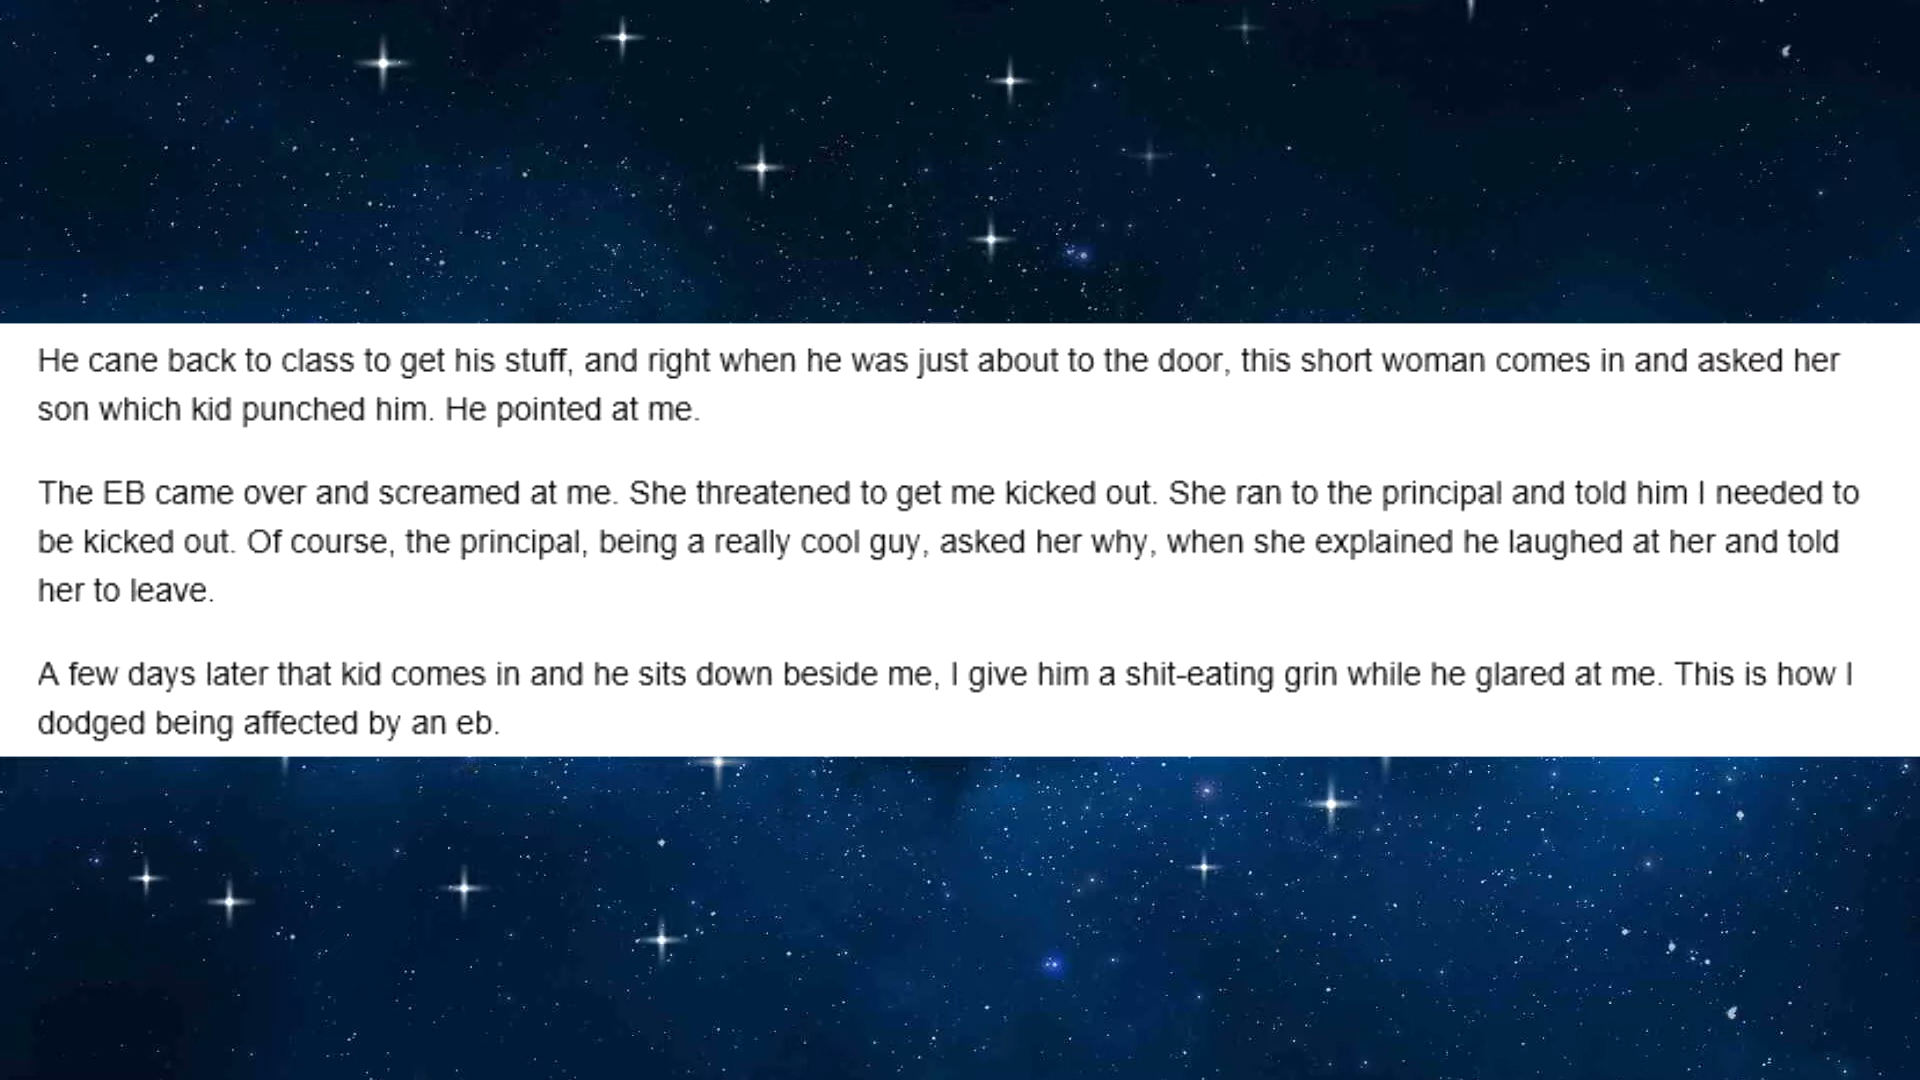 He cane back to class to get his stuff, and right when he was just about to the door, this short woman comes in and asked her
son which kid punched him. He pointed at me.
The EB came over and screamed at me. She threatened to get me kicked out. She ran to the principal and told him I needed to
be kicked out. Of course, the principal, being a really cool guy, asked her why, when she explained he laughed at her and told
her to leave.
A few days later that kid comes in and he sits down beside me, I give him a shit-eating grin while he glared at me. This is how I
dodged being affected by an eb.